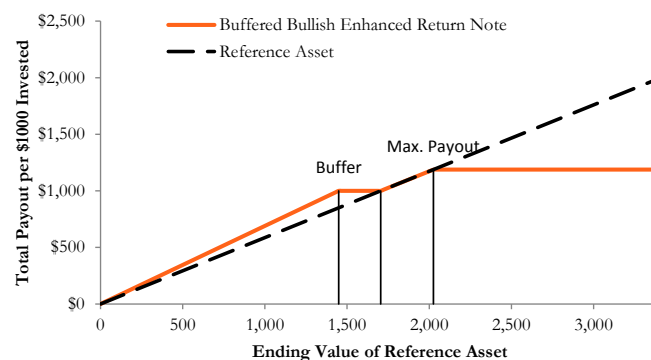 $2,500
Buffered Bullish Enhanced Return Note
Reference Asset
$2,000
$1,500
Max. Payout
Buffer
$1,000
$500
$0
0 500 1,000 1,500 2,000 2,500 3,000
Total Payout per $1000 Invested
Ending Value of Reference Asset